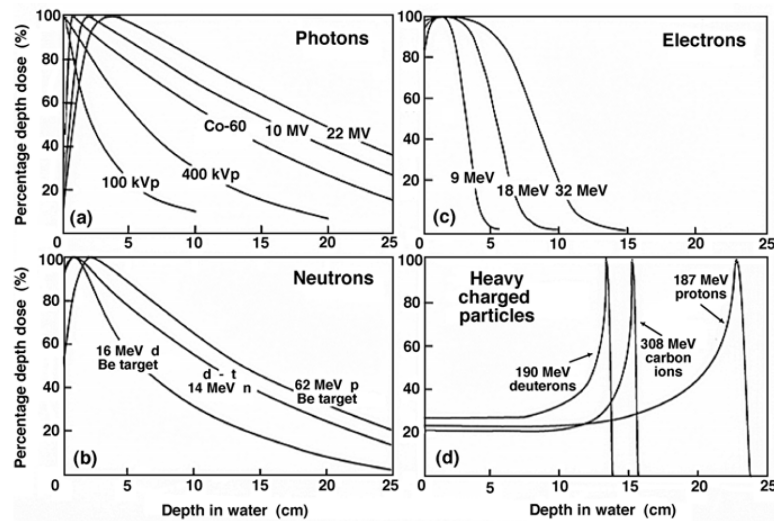 Percentage depth dose (%)
100
80
60
40
20
Photons
Co-60
10 MV
22 MV
100 kVp
400 kVp
(a)
0
5
10
15
20
25
Electrons
100
80
60
40
20
9 MeV
18 MeV
32 MeV
(c)
0
5
10
15
20
25
Percentage depth dose (%)
100
80
60
40
20
Neutrons
16 MeV d
Be target
d - t
14 MeV n
62 MeV p
Be target
(b)
0
5
10
15
20
25
Depth in water (cm)
100
80
60
40
20
Heavy
charged
particles
187 MeV
protons
190 MeV
deuterons
308 MeV
carbon
ions
(d)
0
5
10
15
20
25
Depth in water (cm)